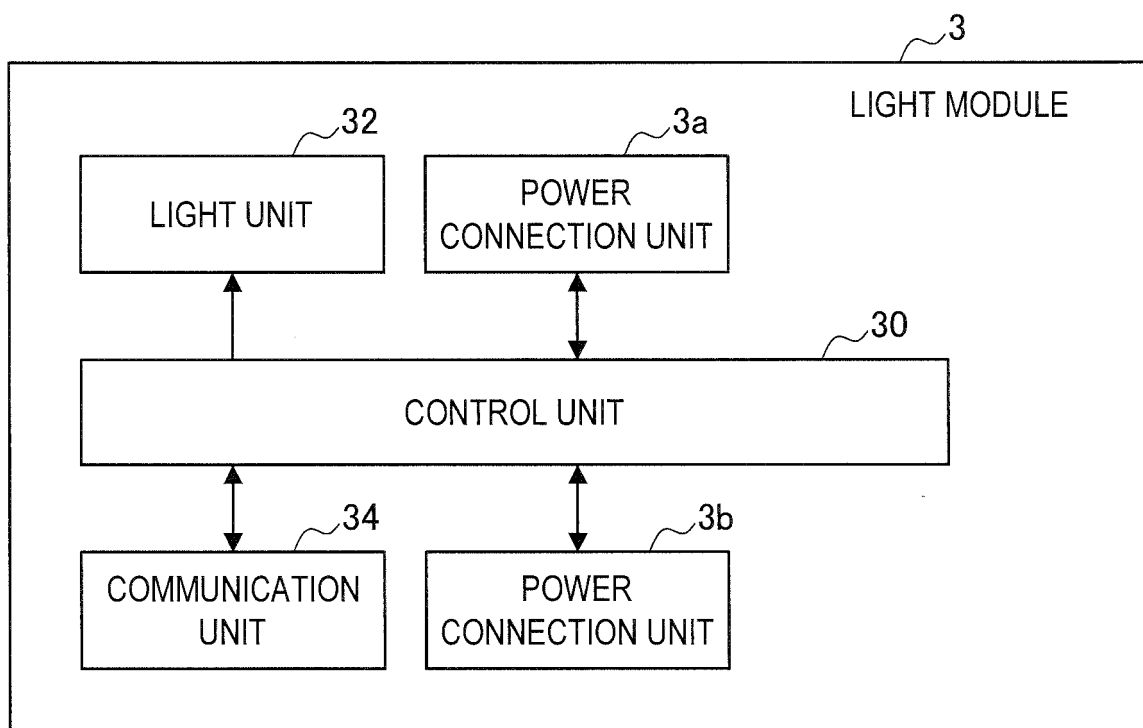 3
LIGHT MODULE
32
3a
LIGHT UNIT
POWER
CONNECTION UNIT
30
CONTROL UNIT
34
3b
COMMUNICATION
UNIT
POWER
CONNECTION UNIT